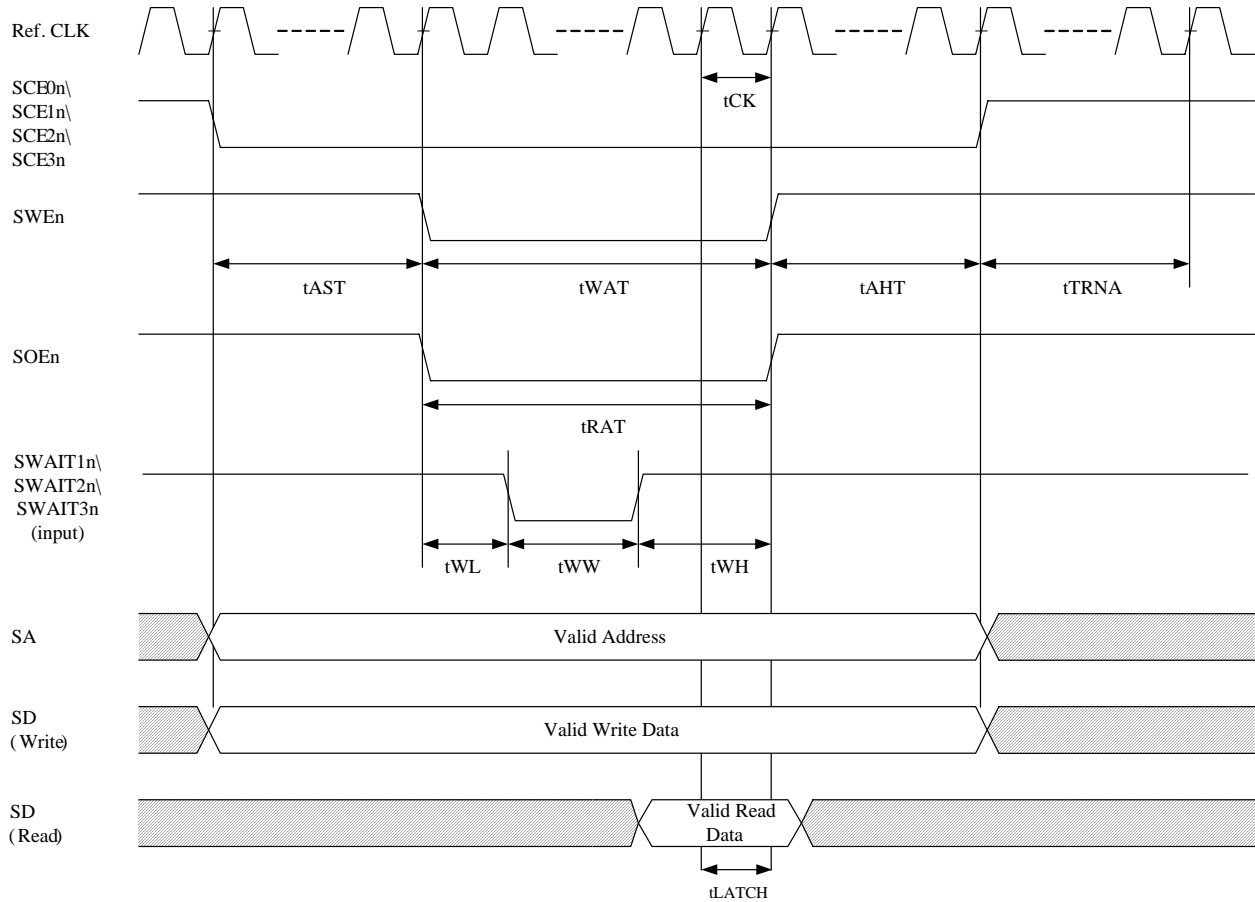 Ref. CLK
tCK
SCE0n\
SCE1n\
SCE2n\
SCE3n
SWEn
tAST
tWAT
tAHT
tTRNA
SOEn
tRAT
SWAIT1n\
SWAIT2n\
SWAIT3n
(input)
tWL
tWW
tWH
SA
Valid Address
SD
( Write)
Valid Write Data
SD
( Read)
Valid Read
Data
tLATCH